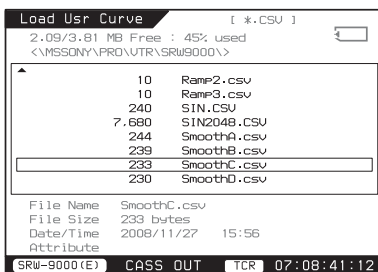 Load Usr Curve [ *.CSV ]
2.09/3.81 MB Free : 45% used
<\MSSONY\PRO\VTR\SRW9000\>
10 Ramp2.csv
10 Ramp3.csv
240 SIN.CSV
7.680 SIN2048.CSV
244 SmoothA.csv
239 SmoothB.csv
233 SmoothC.csv
230 SmoothD.csv
File Name SmoothC.csv
File Size 233 bytes
Date/Time 2008/11/27 15:56
Attribute
SRW-9000(E) CASS OUT TCR 07:08:41:12